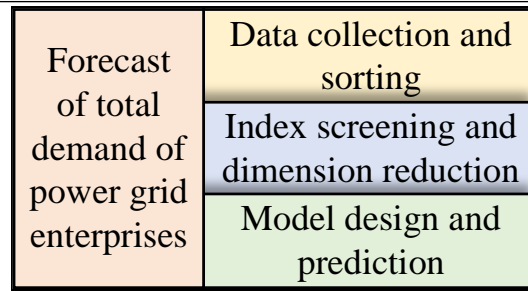 Forecast
of total
demand of
power grid
enterprises
Data collection and
sorting
Index screening and
dimension reduction
Model design and
prediction